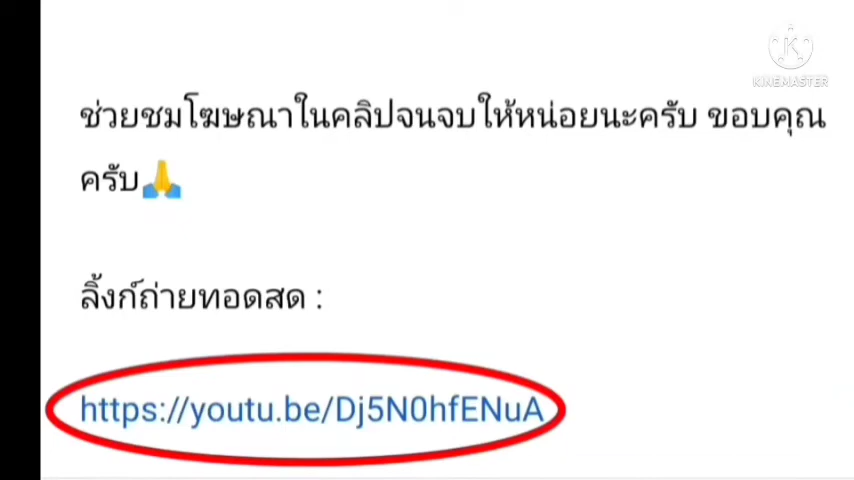 KINEMASTER
ช่วยชมโฆษณาในคลิปจนจบให้หน่อยนะครับ ขอบคุณ
ครับ🙏
ลิ้งก์ถ่ายทอดสด :
https://youtu.be/Dj5N0hfENuA